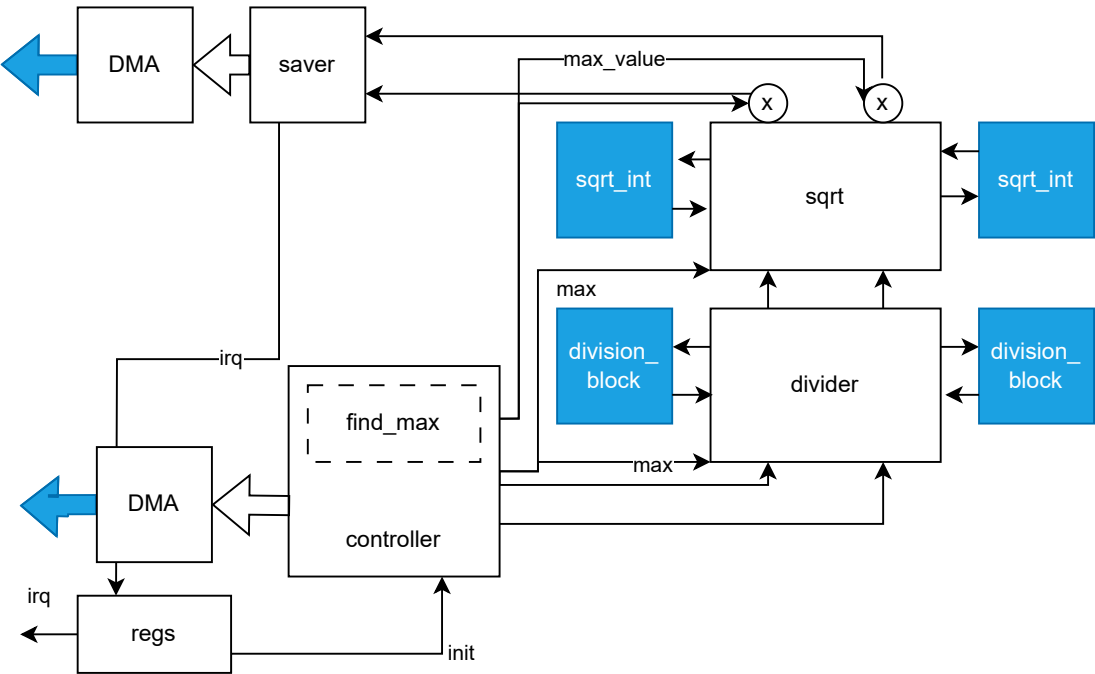 DMA
saver
max_value
x
x
sqrt_int
sqrt
sqrt_int
max
division_
block
divider
division_
block
irq
find_max
max
DMA
controller
irq
regs
init